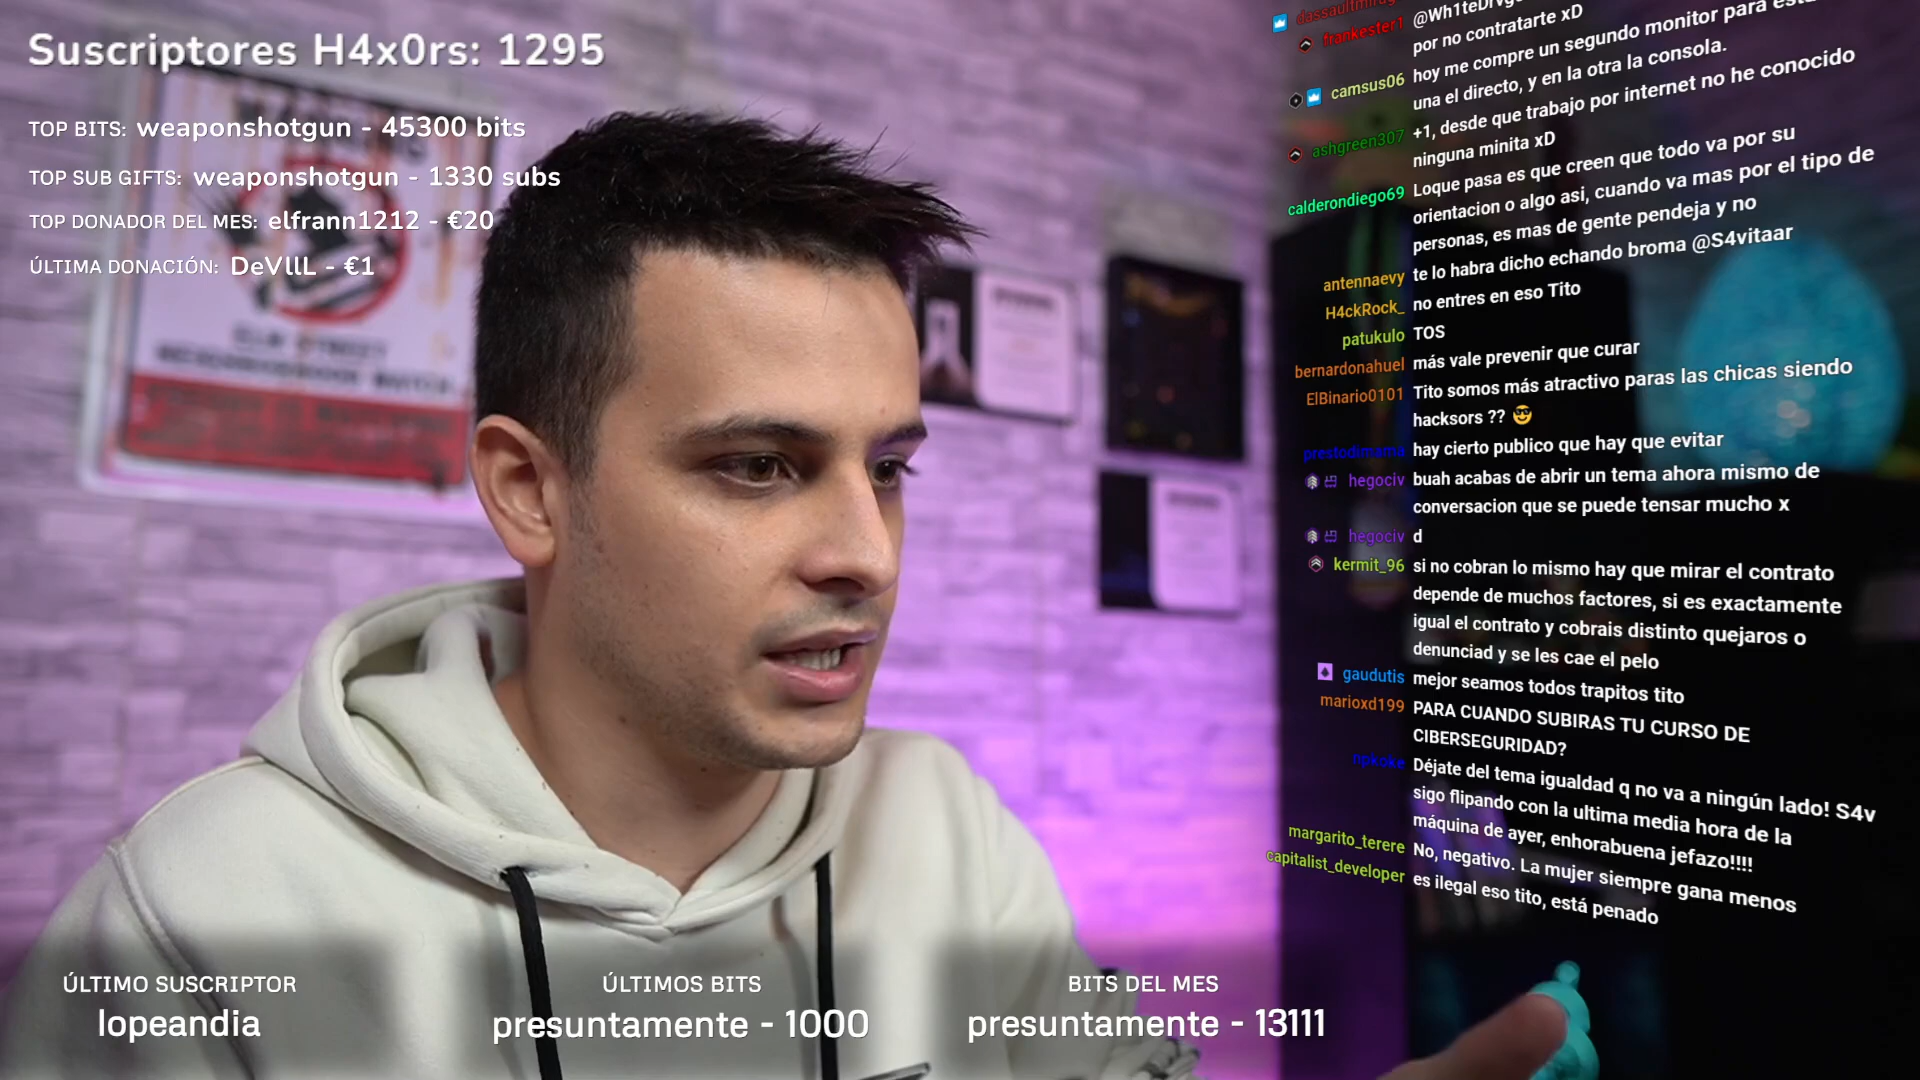 Suscriptores H4x0rs: 1295
TOP BITS: weaponshotgun - 45300 bits
TOP SUB GIFTS: weaponshotgun - 1330 subs
TOP DONADOR DEL MES: elfrann1212 - €20
ÚLTIMA DONACIÓN: DeVllL - €1
frankester1
por no contratarte xD
camsus06 hoy me compre un segundo monitor para
una el directo, y en la otra la consola.
ashgreen307 +1, desde que trabajo por internet no he conocido
ninguna minita xD
calderondiego69 Loque pasa es que creen que todo va por su
orientacion o algo asi, cuando va mas por el tipo de
personas, es mas de gente pendeja y no
antennaevy te lo habra dicho echando broma @S4vitaar
H4ckRock_ no entres en eso Tito
patukulo TOS
bernardonahuel más vale prevenir que curar
ElBinario0101 Tito somos más atractivo paras las chicas siendo
hacksors ?? 😎
prestodimama hay cierto publico que hay que evitar
hegociv buah acabas de abrir un tema ahora mismo de
conversacion que se puede tensar mucho x
hegociv d
kermit_96 si no cobran lo mismo hay que mirar el contrato
depende de muchos factores, si es exactamente
igual el contrato y cobrais distinto quejaros o
denunciad y se les cae el pelo
gaudutis mejor seamos todos trapitos tito
marioxd199 PARA CUANDO SUBIRAS TU CURSO DE
CIBERSEGURIDAD?
npkoke Déjate del tema igualdad q no va a ningún lado! S4v
sigo flipando con la ultima media hora de la
máquina de ayer, enhorabuena jefazo!!!!
margarito_terere No, negativo. La mujer siempre gana menos
capitalist_developer es ilegal eso tito, está penado
ÚLTIMO SUSCRIPTOR
lopeandia
ÚLTIMOS BITS
presuntamente - 1000
BITS DEL MES
presuntamente - 13111